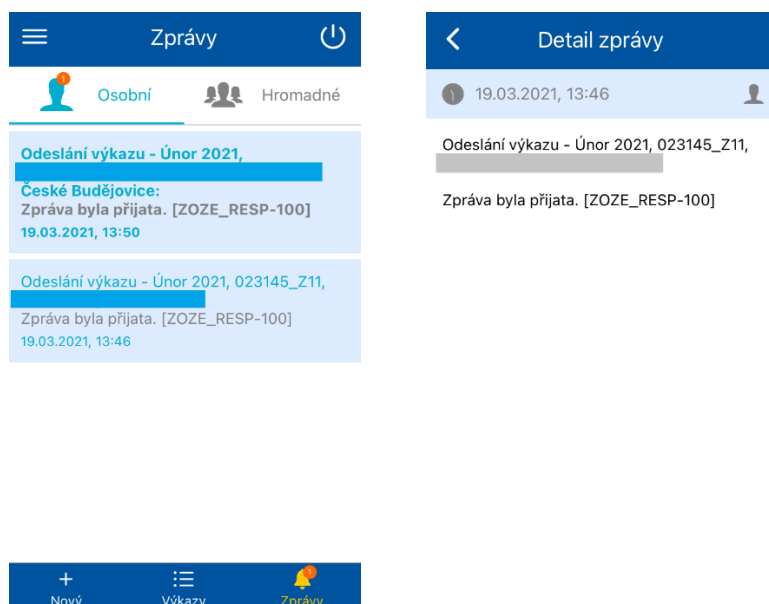 Zprávy
1
Osobní
Hromadné
Odeslání výkazu - Únor 2021,
České Budějovice:
Zpráva byla přijata. [ZOZE_RESP-100]
19.03.2021, 13:50
Odeslání výkazu - Únor 2021, 023145_Z11,
Zpráva byla přijata. [ZOZE_RESP-100]
19.03.2021, 13:46
1
Nový
Výkazy
Zprávy
Detail zprávy
19.03.2021, 13:46
Odeslání výkazu - Únor 2021, 023145_Z11,
Zpráva byla přijata. [ZOZE_RESP-100]